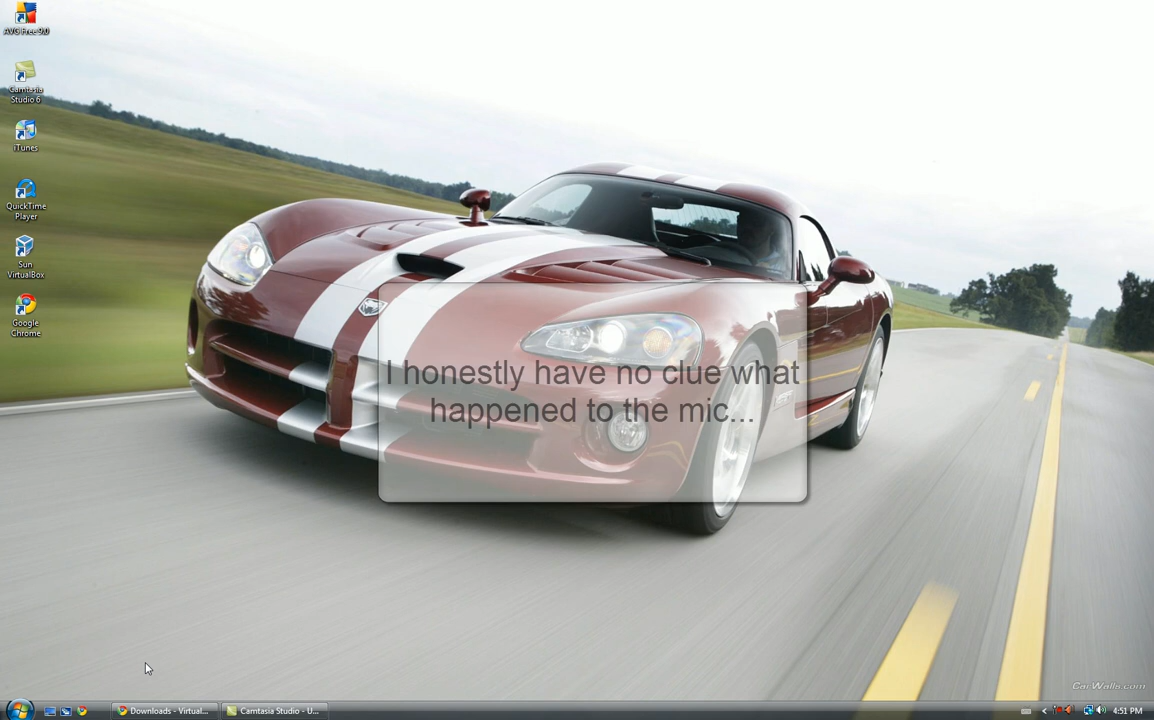 AVG Free 9.0
Camtasia
Studio 6
iTunes
QuickTime
Player
Sun
VirtualBox
Google
Chrome
I honestly have no clue what
happened to the mic...
CarWalls.com
Downloads - Virtual...
Camtasia Studio - U...
4:51 PM